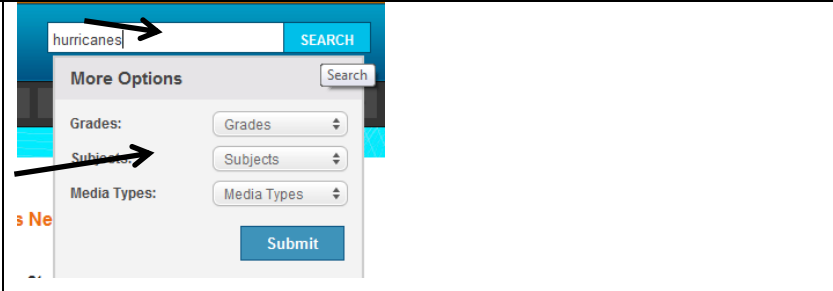 hurricanes SEARCH
More Options Search
Grades: Grades
Subjects: Subjects
Media Types: Media Types
s Ne
Submit